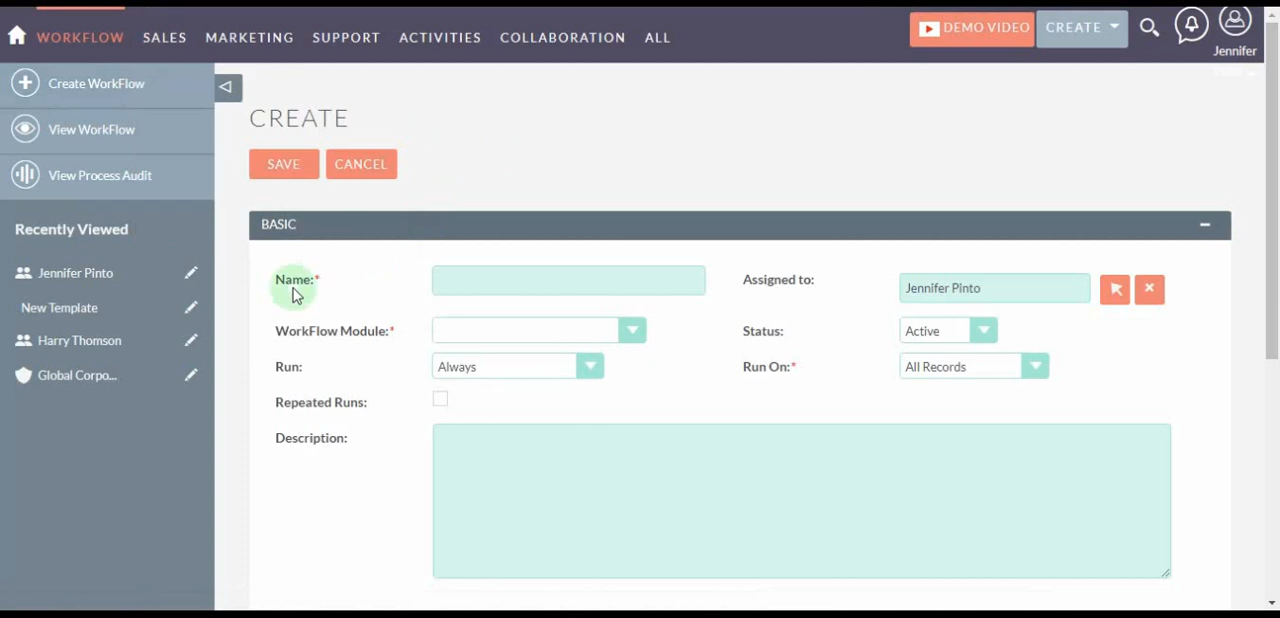 WORKFLOW SALES MARKETING SUPPORT ACTIVITIES COLLABORATION ALL DEMO VIDEO CREATE Jennifer
Create WorkFlow
View WorkFlow
View Process Audit
Recently Viewed
Jennifer Pinto
New Template
Harry Thomson
Global Corpo...
CREATE
SAVE CANCEL
BASIC
Name:* Assigned to: Jennifer Pinto
WorkFlow Module:* Status: Active
Run: Always Run On:* All Records
Repeated Runs:
Description: